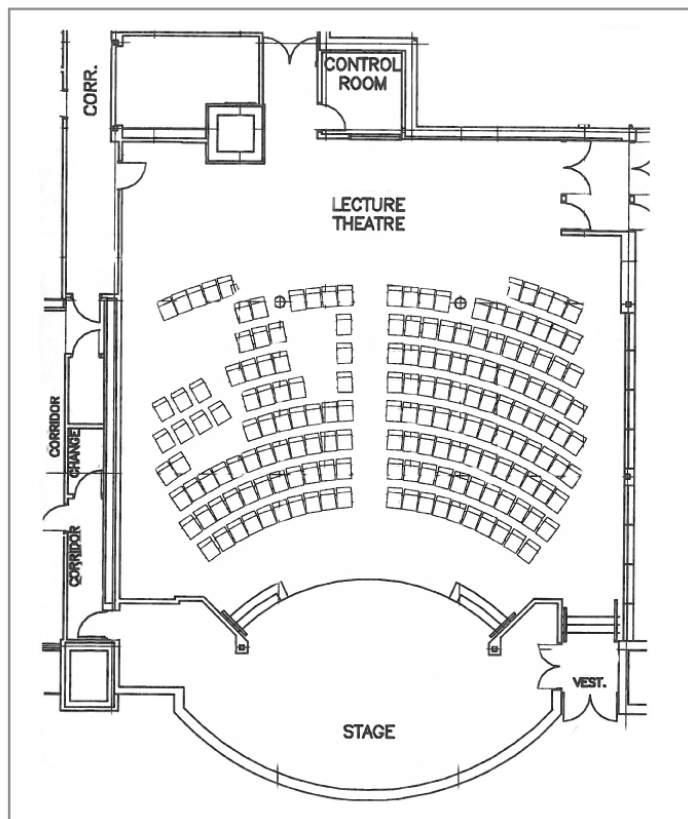 CONTROL
ROOM
CORR.
LECTURE
THEATRE
CORRIDOR
CHANGE
CORRIDOR
VEST.
STAGE